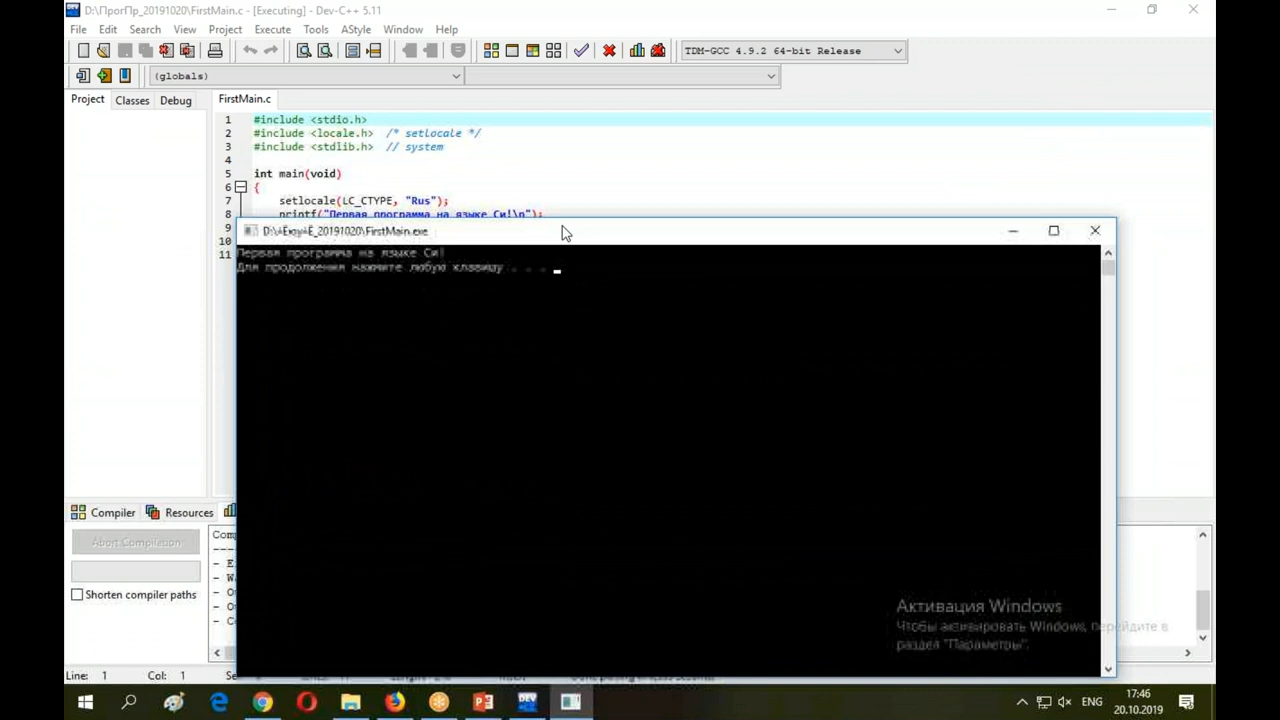 D:\ПрогПр_20191020\FirstMain.c - [Executing] - Dev-C++ 5.11
File Edit Search View Project Execute Tools AStyle Window Help
TDM-GCC 4.9.2 64-bit Release
(globals)
Project Classes Debug
FirstMain.c
1 #include <stdio.h>
2 #include <locale.h> /* setlocale */
3 #include <stdlib.h> // system
4
5 int main(void)
6 {
7 setlocale(LC_CTYPE, "Rus");
8 printf("Первая программа на языке Си!\n");
9
10
11
_20191020\FirstMain.exe
Первая программа на языке Си!
Для продолжения нажмите любую клавишу . . .
Compiler Resources
Abort Compilation
Shorten compiler paths
Активация Windows
Чтобы активировать Windows, перейдите в
раздел "Параметры".
Line: 1 Col: 1
DEV
ENG
17:46
20.10.2019